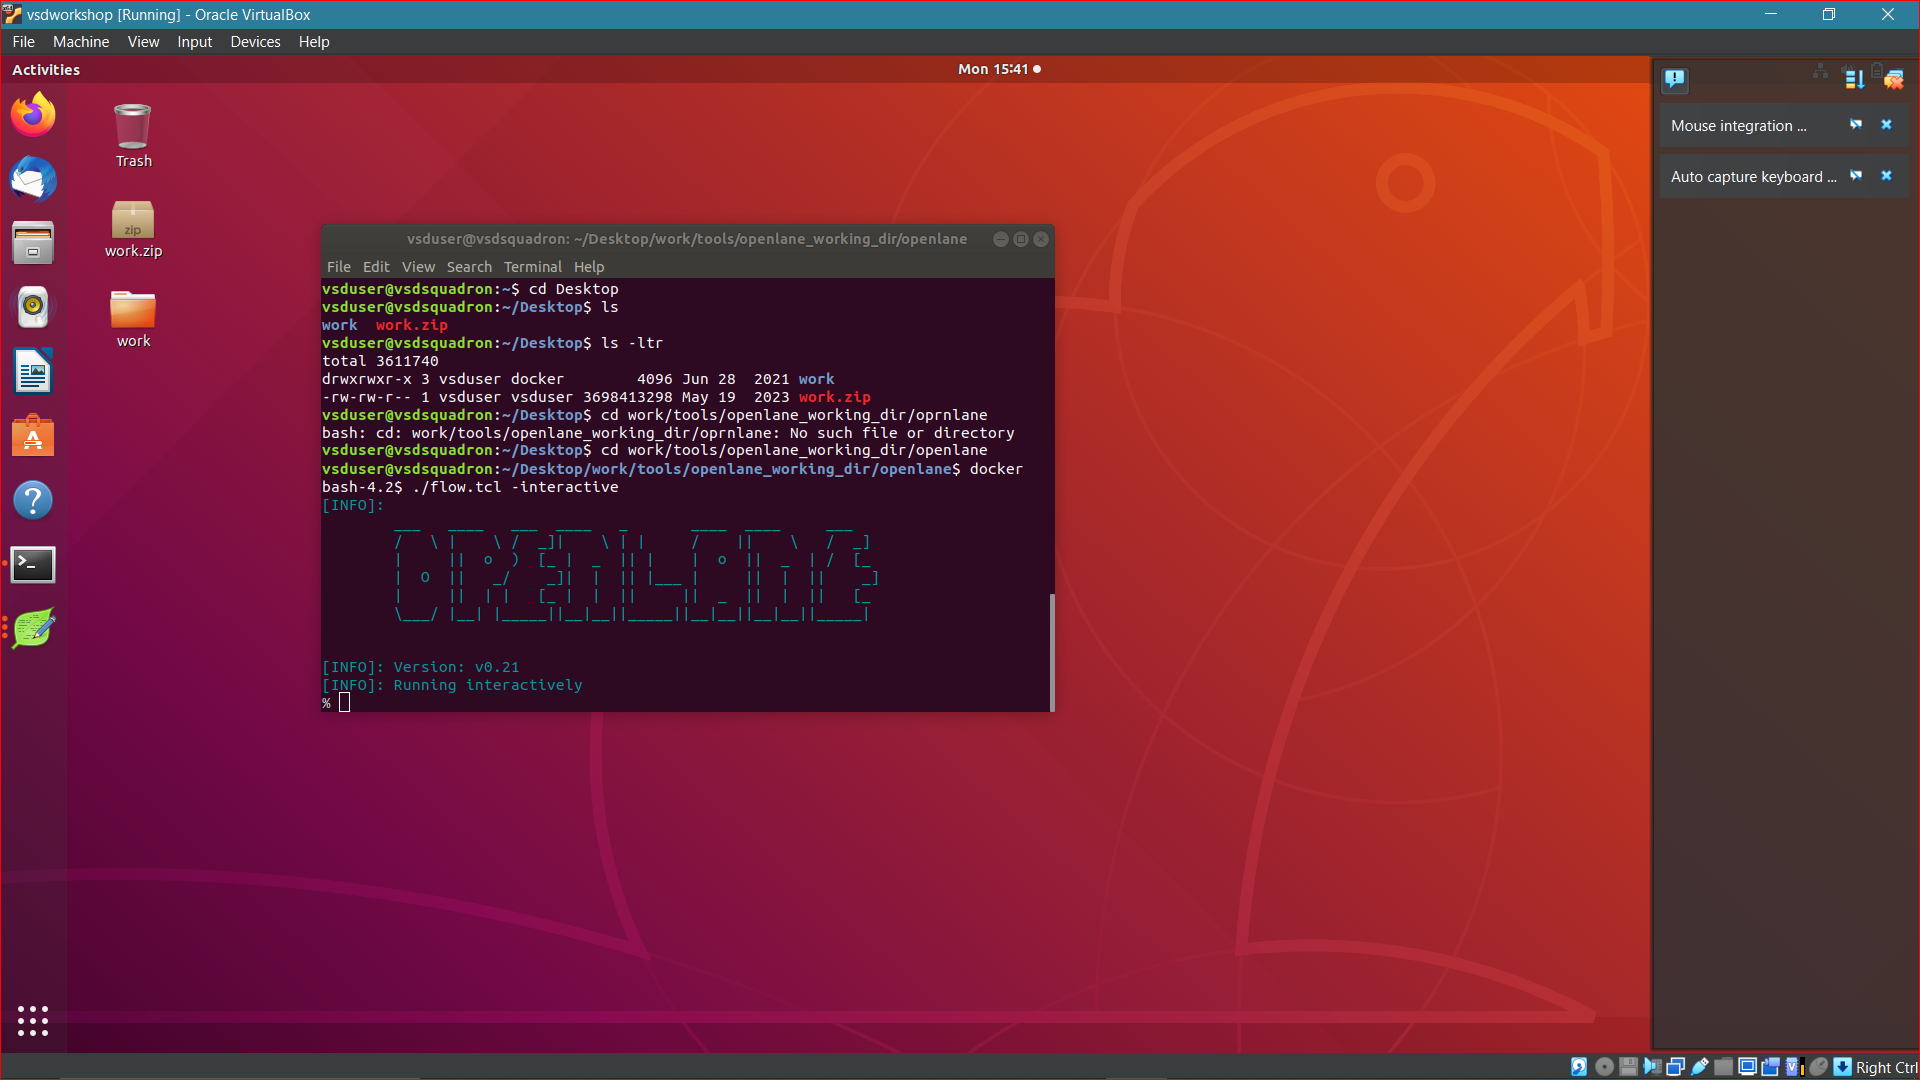 vsdworkshop [Running] - Oracle VirtualBox
File Machine View Input Devices Help
Activities
Mon 15:41
Mouse integration ...
Auto capture keyboard ...
Trash
zip
work.zip
work
vsduser@vsdsquadron: ~/Desktop/work/tools/openlane_working_dir/openlane
File Edit View Search Terminal Help
vsduser@vsdsquadron:~$ cd Desktop
vsduser@vsdsquadron:~/Desktop$ ls
work  work.zip
vsduser@vsdsquadron:~/Desktop$ ls -ltr
total 3611740
drwxrwxr-x 3 vsduser docker        4096 Jun 28  2021 work
-rw-rw-r-- 1 vsduser vsduser 3698413298 May 19  2023 work.zip
vsduser@vsdsquadron:~/Desktop$ cd work/tools/openlane_working_dir/oprnlane
bash: cd: work/tools/openlane_working_dir/oprnlane: No such file or directory
vsduser@vsdsquadron:~/Desktop$ cd work/tools/openlane_working_dir/openlane
vsduser@vsdsquadron:~/Desktop/work/tools/openlane_working_dir/openlane$ docker
bash-4.2$ ./flow.tcl -interactive
[INFO]:
OPENLANE
[INFO]: Version: v0.21
[INFO]: Running interactively
%
Right Ctrl